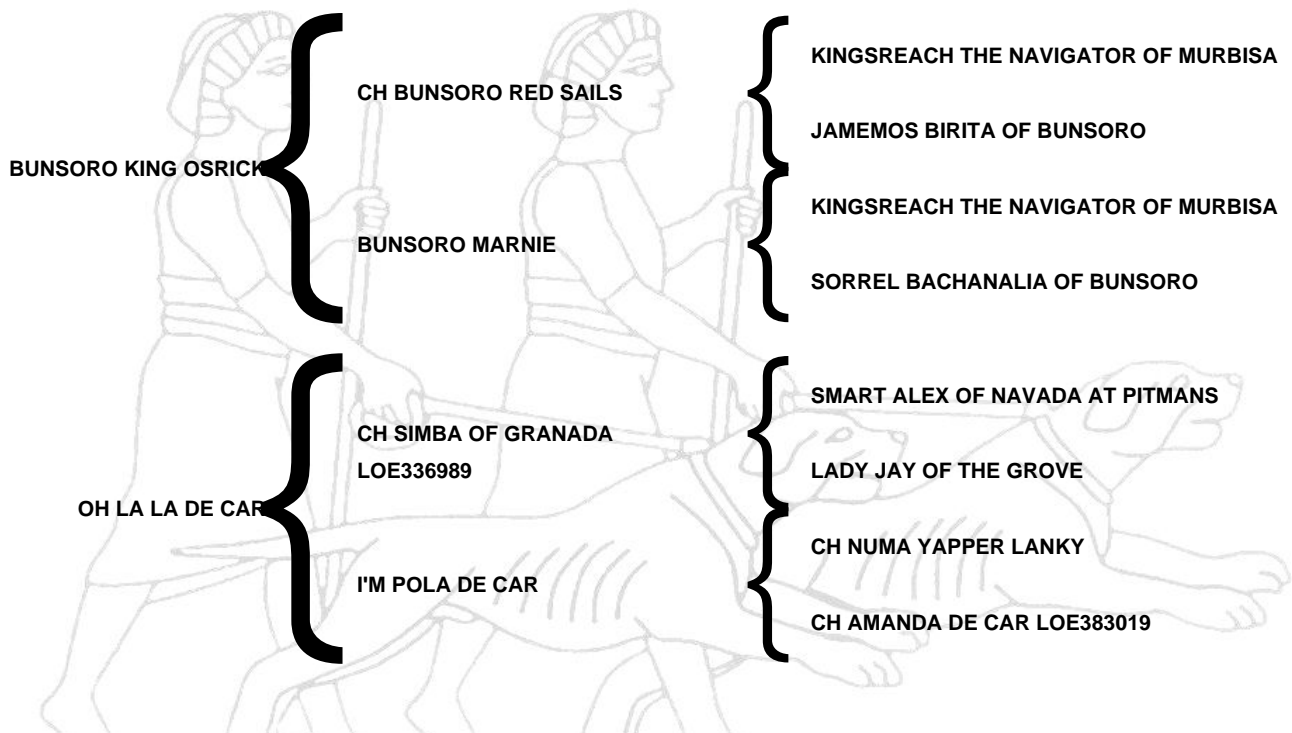 KINGSREACH THE NAVIGATOR OF MURBISA
CH BUNSORO RED SAILS
JAMEMOS BIRITA OF BUNSORO
BUNSORO KING OSRICK
KINGSREACH THE NAVIGATOR OF MURBISA
BUNSORO MARNIE
SORREL BACHANALIA OF BUNSORO
SMART ALEX OF NAVADA AT PITMANS
CH SIMBA OF GRANADA
LOE336989
LADY JAY OF THE GROVE
OH LA LA DE CAR
CH NUMA YAPPER LANKY
I'M POLA DE CAR
CH AMANDA DE CAR LOE383019